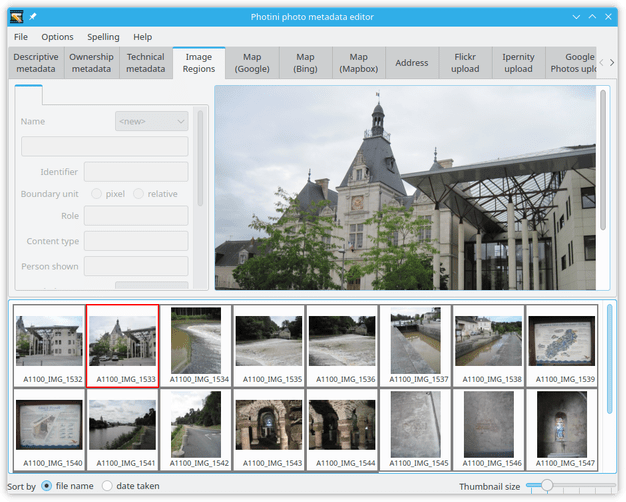 Photini photo metadata editor
File Options Spelling Help
Descriptive metadata
Ownership metadata
Technical metadata
Image Regions
Map (Google)
Map (Bing)
Map (Mapbox)
Address
Flickr upload
Ipernity upload
Google Photos uplo
Name <new>
Identifier
Boundary unit pixel relative
Role
Content type
Person shown
A1100_IMG_1532 A1100_IMG_1533 A1100_IMG_1534 A1100_IMG_1535 A1100_IMG_1536 A1100_IMG_1537 A1100_IMG_1538 A1100_IMG_1539
A1100_IMG_1540 A1100_IMG_1541 A1100_IMG_1542 A1100_IMG_1543 A1100_IMG_1544 A1100_IMG_1545 A1100_IMG_1546 A1100_IMG_1547
Sort by file name date taken Thumbnail size